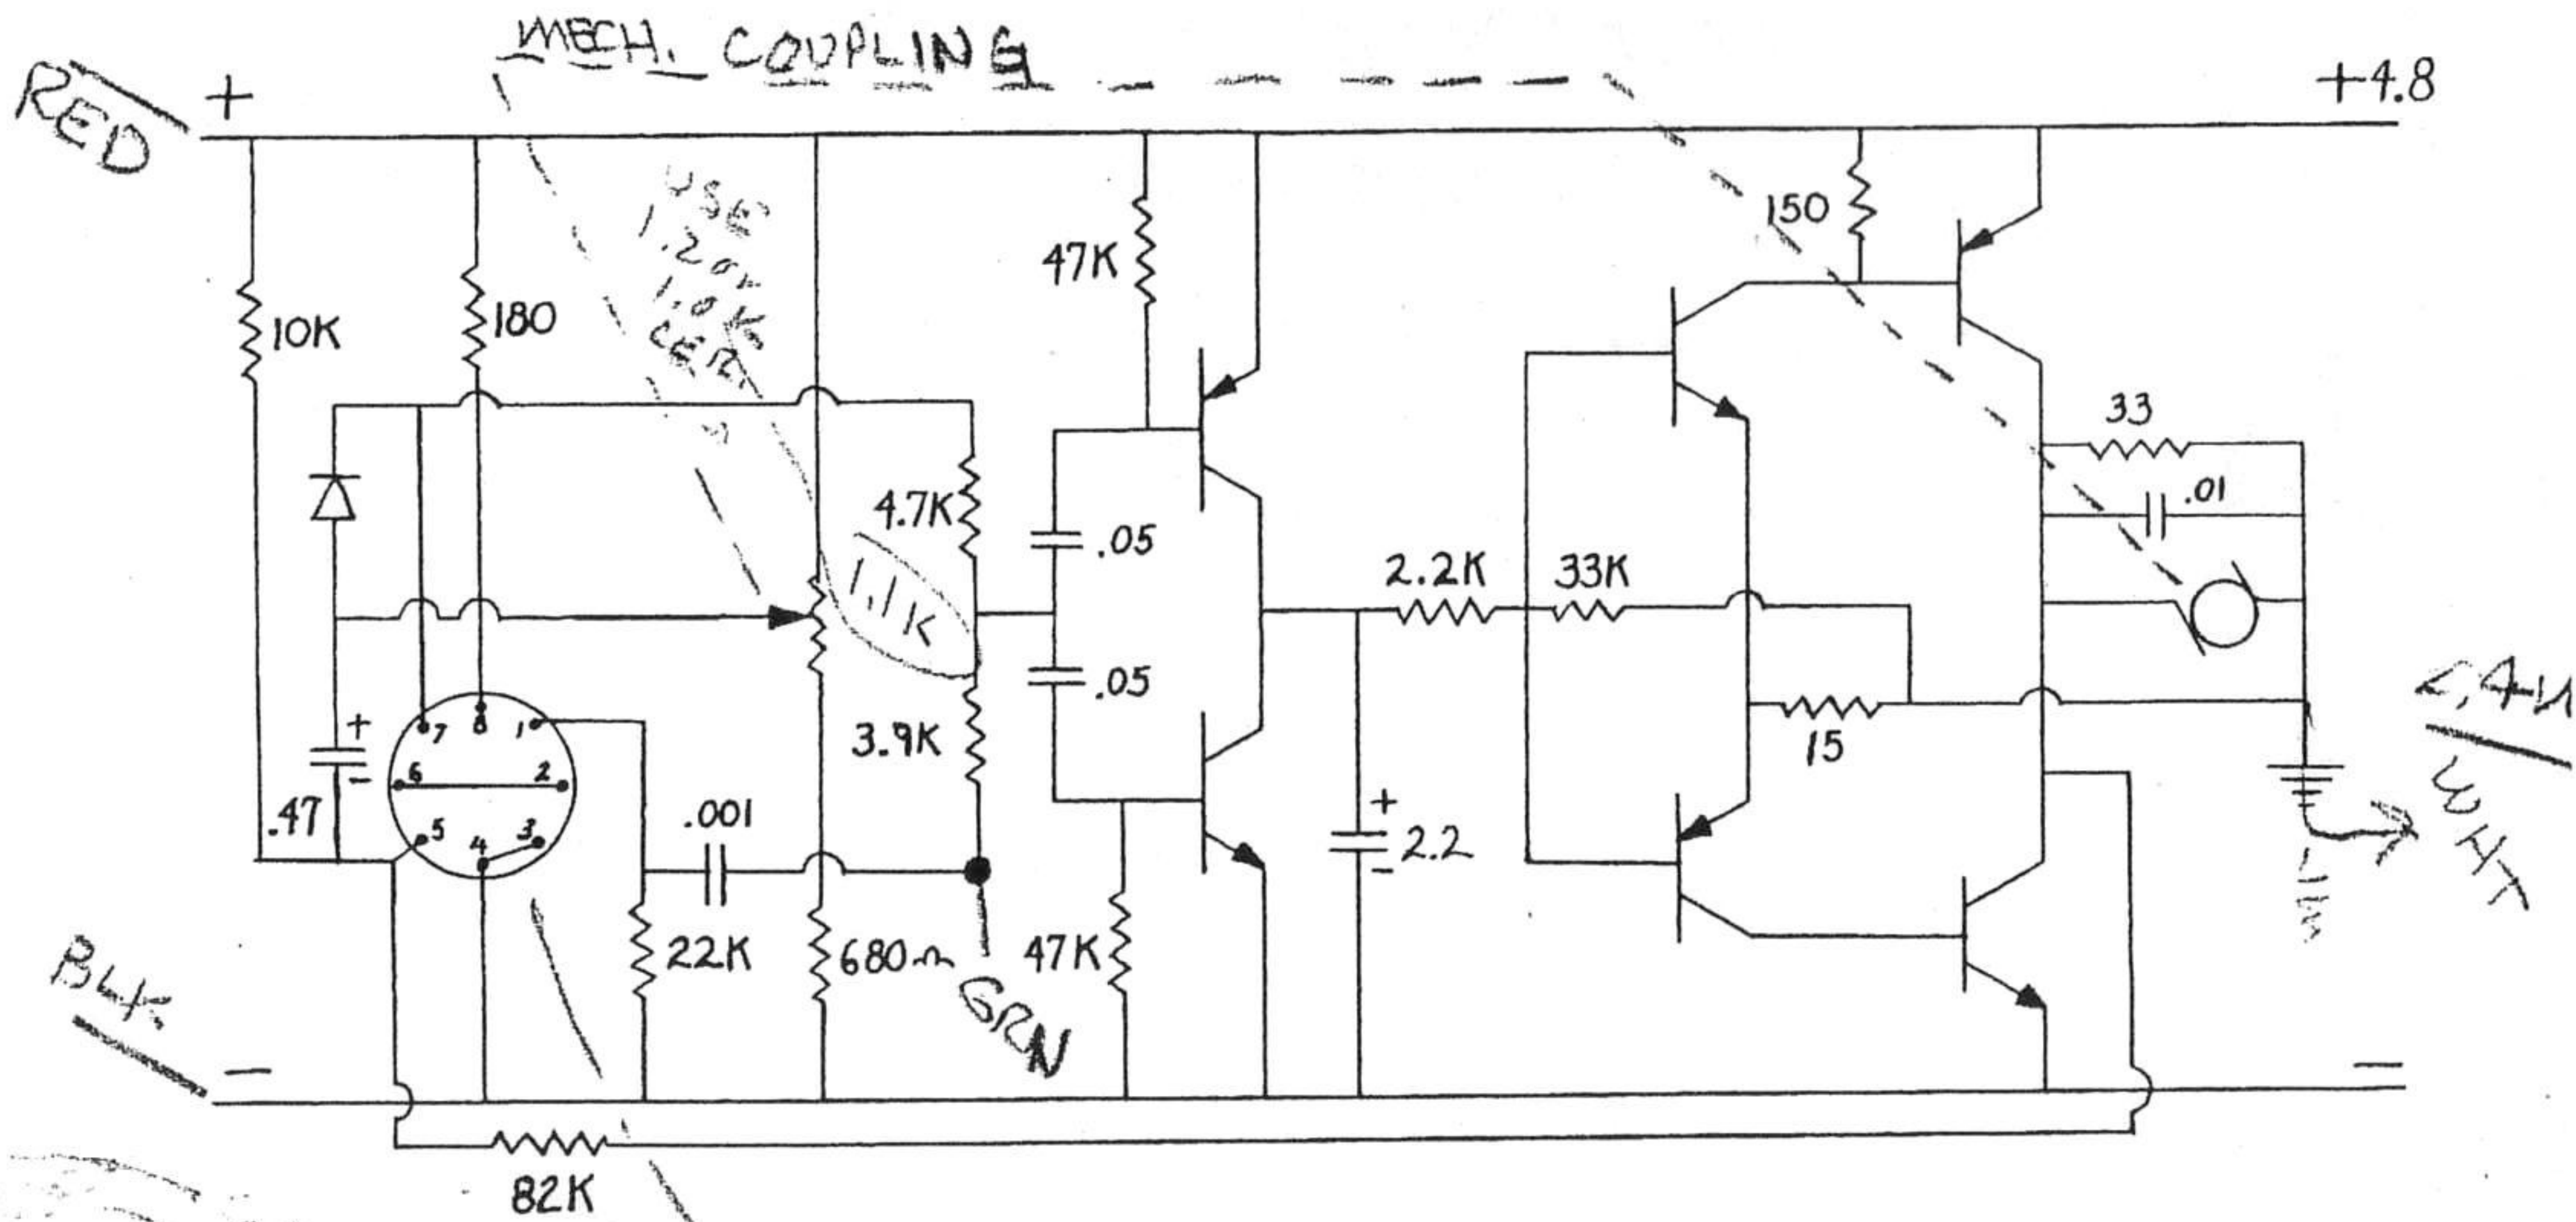 MECH. COUPLING
RED
+
+4.8
USE
1.2 or
1.0K
CER.
150
47K
10K
180
33
.01
4.7K
.05
1.1K
2.2K
33K
.05
+
7
8
1
3.9K
15
6
2
-
.47
5
4
3
.001
+
2.2
-
WHT
22K
680Ω
47K
GRN
BLK
-
-
82K